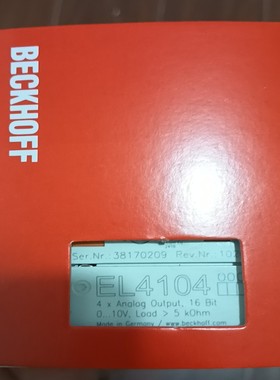 BECKHOFF
Ser.Nr. 38170209 Rev.Nr. 102
EL4104
4 x Analog Output, 16 Bit
0...10V, Load > 5 kOhm
Made in Germany / www.beckhoff.com